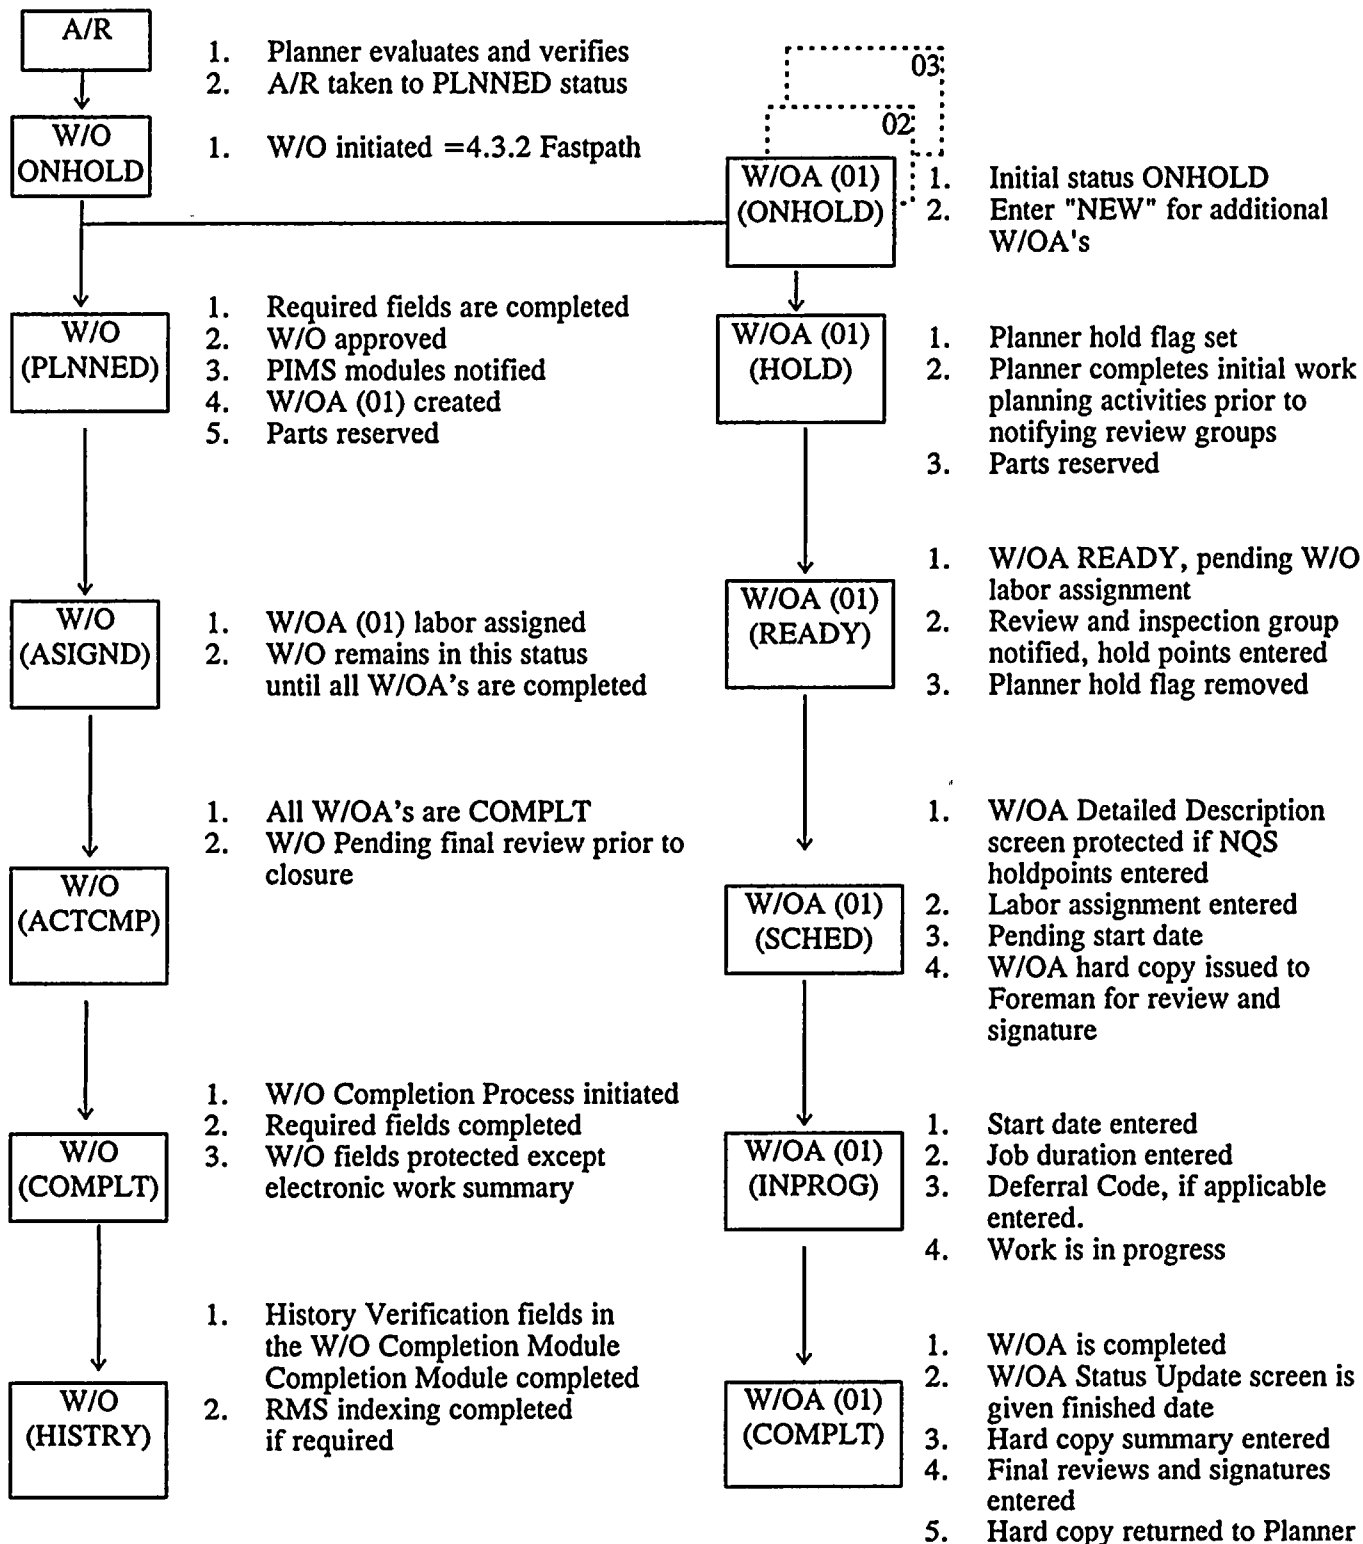 A/R
1. Planner evaluates and verifies
2. A/R taken to PLNNED status
W/O
ONHOLD
1. W/O initiated =4.3.2 Fastpath
03
02
W/OA (01)
(ONHOLD)
1. Initial status ONHOLD
2. Enter "NEW" for additional
W/OA's
W/O
(PLNNED)
1. Required fields are completed
2. W/O approved
3. PIMS modules notified
4. W/OA (01) created
5. Parts reserved
W/OA (01)
(HOLD)
1. Planner hold flag set
2. Planner completes initial work
planning activities prior to
notifying review groups
3. Parts reserved
W/O
(ASIGND)
1. W/OA (01) labor assigned
2. W/O remains in this status
until all W/OA's are completed
W/OA (01)
(READY)
1. W/OA READY, pending W/O
labor assignment
2. Review and inspection group
notified, hold points entered
3. Planner hold flag removed
W/O
(ACTCMP)
1. All W/OA's are COMPLT
2. W/O Pending final review prior to
closure
W/OA (01)
(SCHED)
1. W/OA Detailed Description
screen protected if NQS
holdpoints entered
2. Labor assignment entered
3. Pending start date
4. W/OA hard copy issued to
Foreman for review and
signature
W/O
(COMPLT)
1. W/O Completion Process initiated
2. Required fields completed
3. W/O fields protected except
electronic work summary
W/OA (01)
(INPROG)
1. Start date entered
2. Job duration entered
3. Deferral Code, if applicable
entered.
4. Work is in progress
W/O
(HISTRY)
1. History Verification fields in
the W/O Completion Module
Completion Module completed
2. RMS indexing completed
if required
W/OA (01)
(COMPLT)
1. W/OA is completed
2. W/OA Status Update screen is
given finished date
3. Hard copy summary entered
4. Final reviews and signatures
entered
5. Hard copy returned to Planner